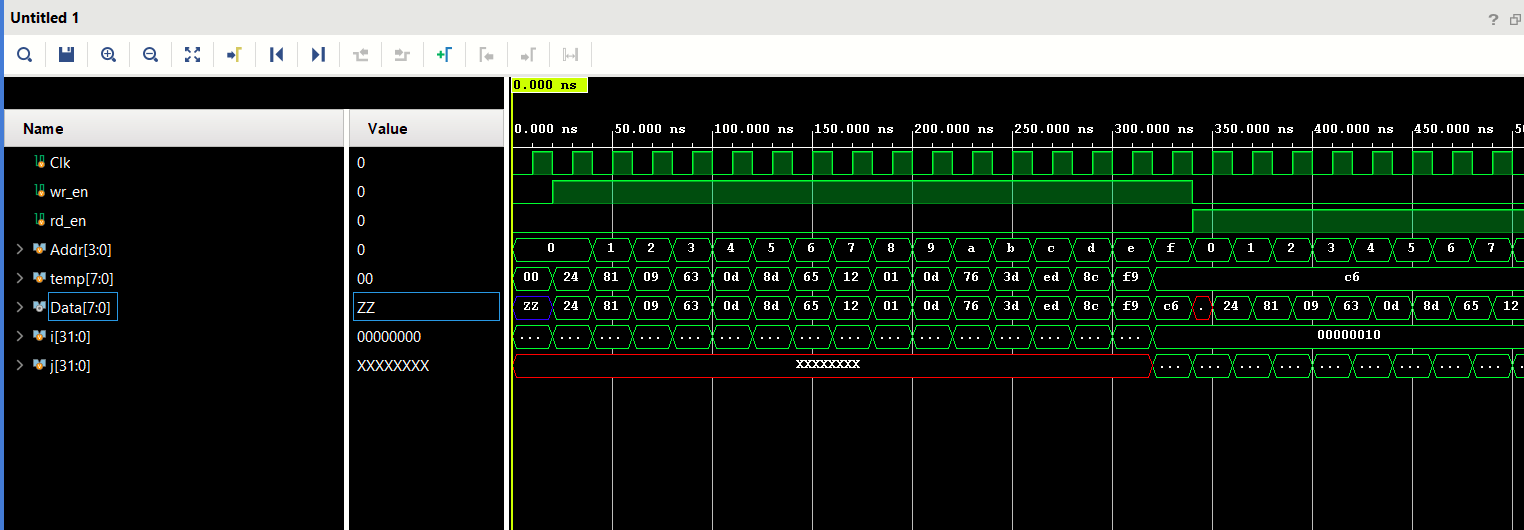 Untitled 1
?
0.000 ns
Name Value
0.000 ns 50.000 ns 100.000 ns 150.000 ns 200.000 ns 250.000 ns 300.000 ns 350.000 ns 400.000 ns 450.000 ns
Clk 0
wr_en 0
rd_en 0
Addr[3:0] 0 0 1 2 3 4 5 6 7 8 9 a b c d e f 0 1 2 3 4 5 6 7
temp[7:0] 00 00 24 81 09 63 0d 8d 65 12 01 0d 76 3d ed 8c f9 c6
Data[7:0] ZZ ZZ 24 81 09 63 0d 8d 65 12 01 0d 76 3d ed 8c f9 c6 . 24 81 09 63 0d 8d 65 12
i[31:0] 00000000 ... ... ... ... ... ... ... ... ... ... ... ... ... ... ... ... 00000010
j[31:0] XXXXXXXX XXXXXXXX ... ... ... ... ... ... ... ... ...